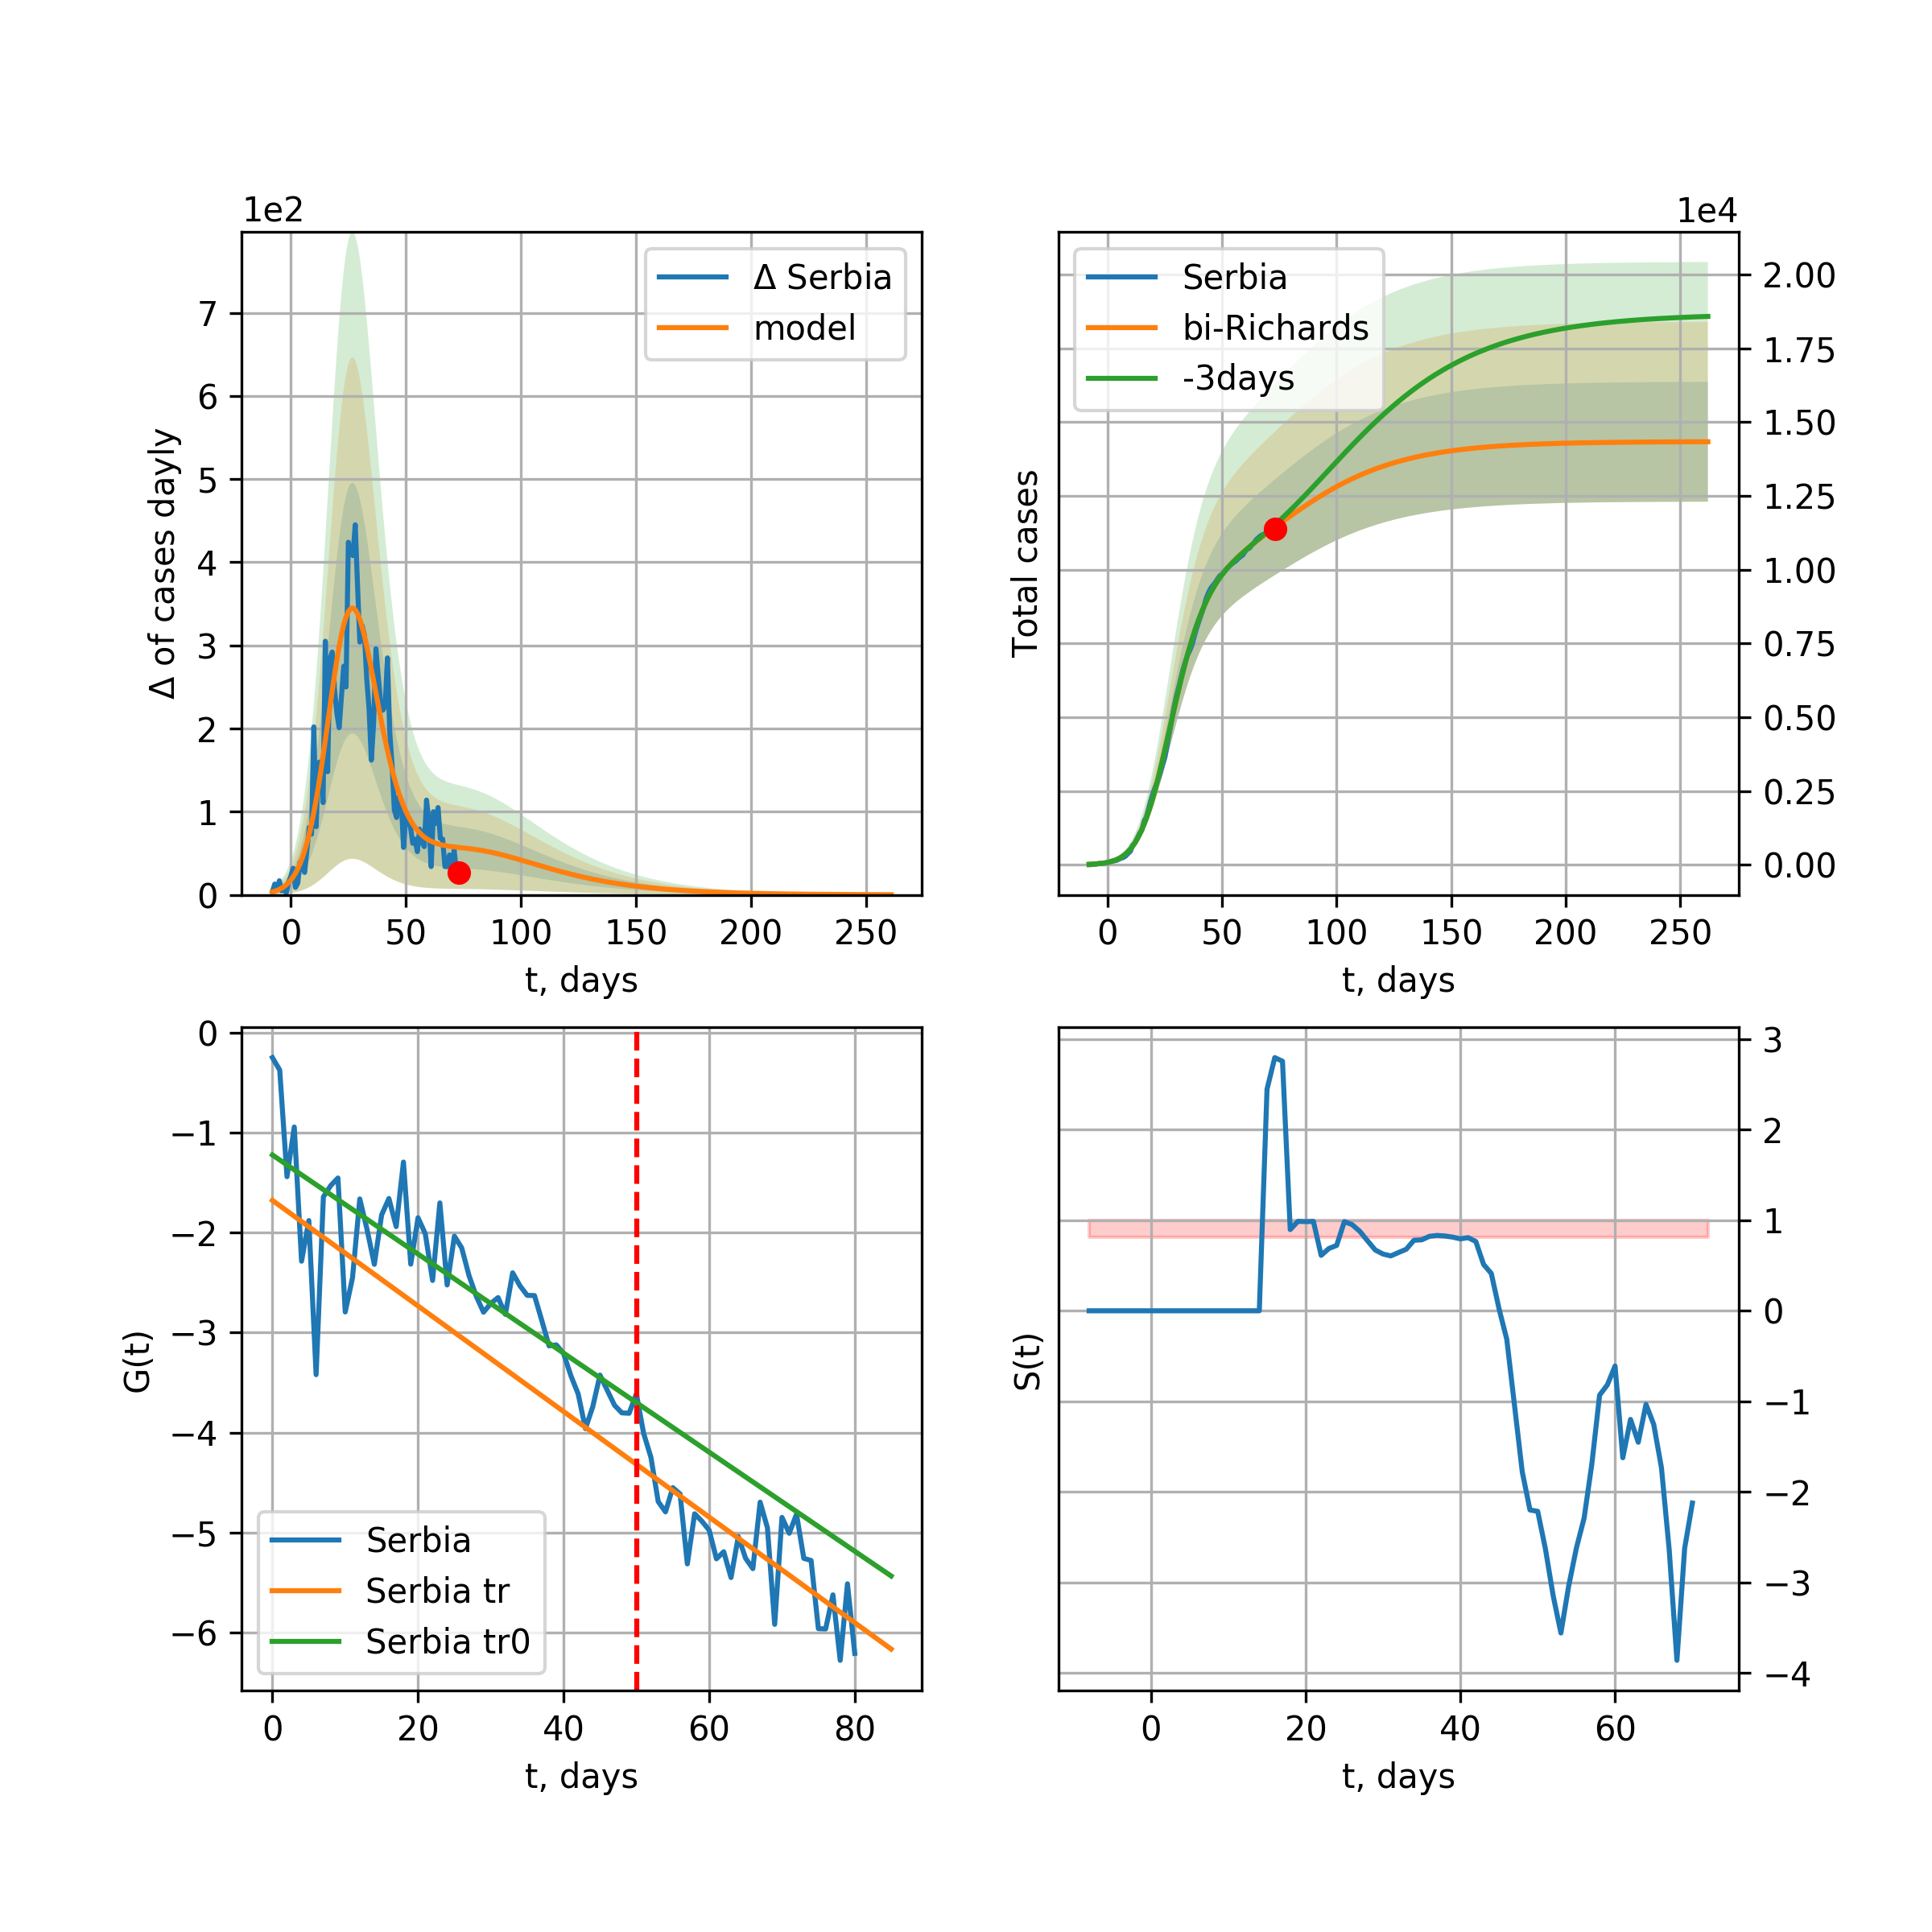 1e2
Δ of cases dayly
7
6
5
4
3
2
1
0
Δ Serbia
model
0 50 100 150 200 250
t, days
1e4
Total cases
Serbia
bi-Richards
-3days
2.00
1.75
1.50
1.25
1.00
0.75
0.50
0.25
0.00
0 50 100 150 200 250
t, days
G(t)
0
−1
−2
−3
−4
−5
−6
Serbia
Serbia tr
Serbia tr0
0 20 40 60 80
t, days
S(t)
3
2
1
0
−1
−2
−3
−4
0 20 40 60
t, days